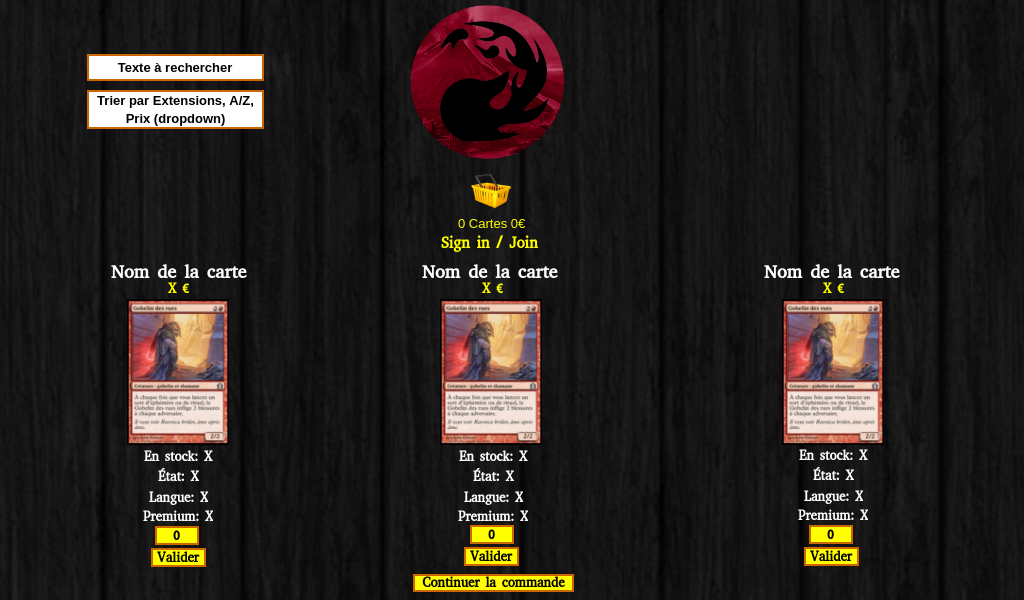 Texte à rechercher
Trier par Extensions, A/Z,
Prix (dropdown)
0 Cartes 0€
Sign in / Join
Nom de la carte
X €
Gobelin des rues
2
Créature : gobelin et shamane
À chaque fois que vous lancez un
sort d'éphémère ou de rituel, le
Gobelin des rues inflige 2 blessures
à chaque adversaire.
2/2
En stock: X
État: X
Langue: X
Premium: X
0
Valider
Nom de la carte
X €
Gobelin des rues
2
Créature : gobelin et shamane
À chaque fois que vous lancez un
sort d'éphémère ou de rituel, le
Gobelin des rues inflige 2 blessures
à chaque adversaire.
2/2
En stock: X
État: X
Langue: X
Premium: X
0
Valider
Nom de la carte
X €
Gobelin des rues
2
Créature : gobelin et shamane
À chaque fois que vous lancez un
sort d'éphémère ou de rituel, le
Gobelin des rues inflige 2 blessures
à chaque adversaire.
2/2
En stock: X
État: X
Langue: X
Premium: X
0
Valider
Continuer la commande